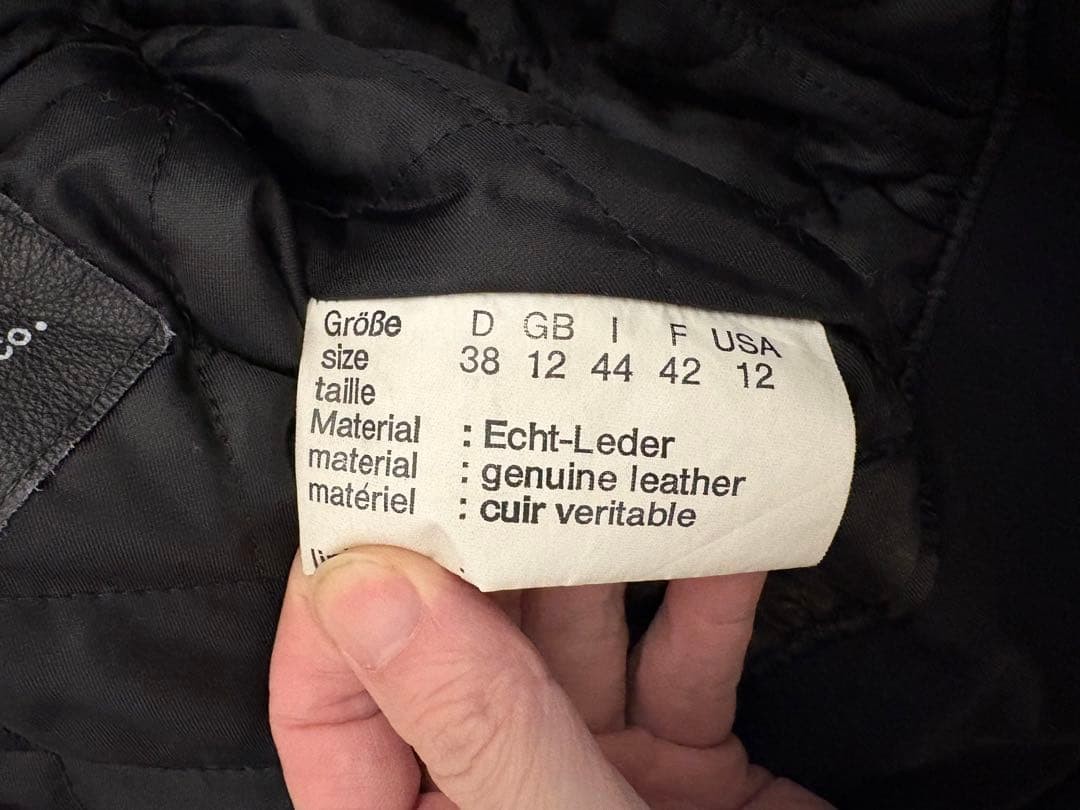 Co.
Größe D GB I F USA
size 38 12 44 42 12
taille
Material : Echt-Leder
material : genuine leather
matériel : cuir veritable